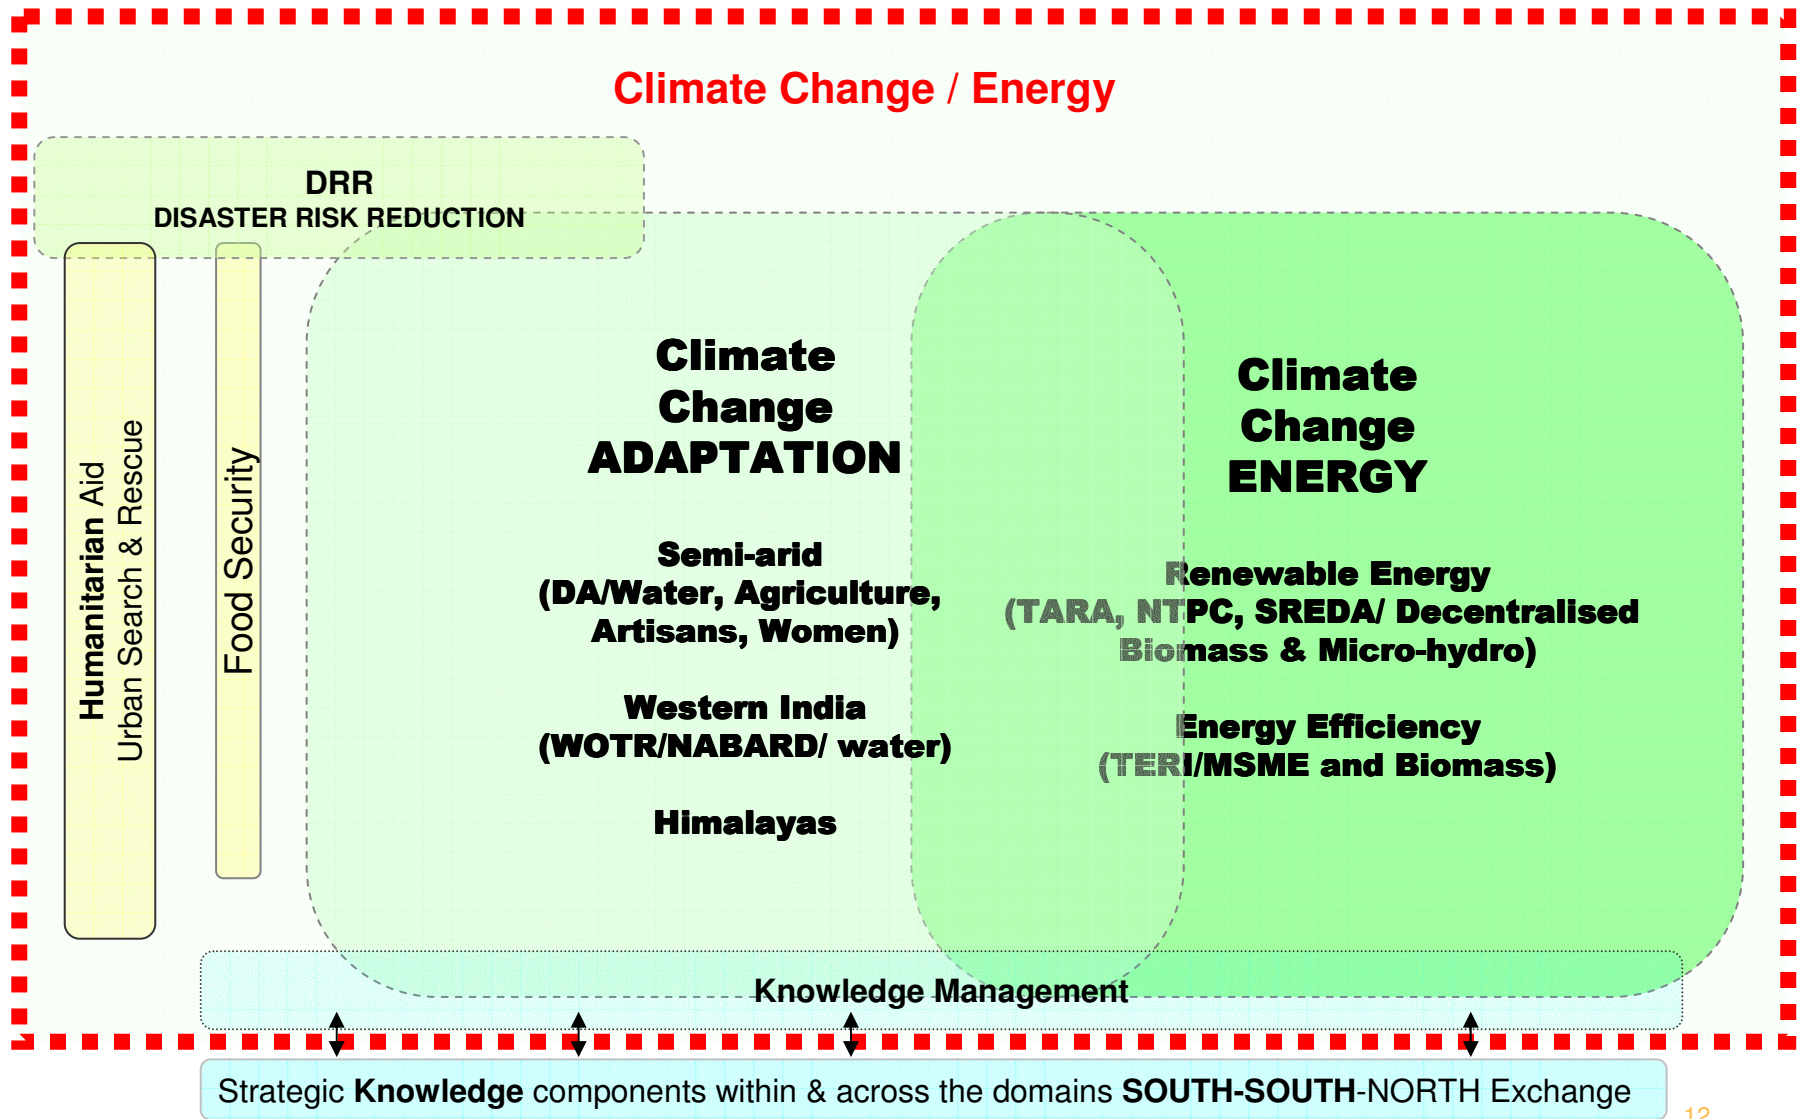 Climate Change / Energy
DRR
DISASTER RISK REDUCTION
Humanitarian Aid
Urban Search & Rescue
Food Security
Climate
Change
ADAPTATION
Semi-arid
(DA/Water, Agriculture,
Artisans, Women)
Western India
(WOTR/NABARD/ water)
Himalayas
Climate
Change
ENERGY
Renewable Energy
(TARA, NTPC, SREDA/ Decentralised
Biomass & Micro-hydro)
Energy Efficiency
(TERI/MSME and Biomass)
Knowledge Management
Strategic Knowledge components within & across the domains SOUTH-SOUTH-NORTH Exchange
12